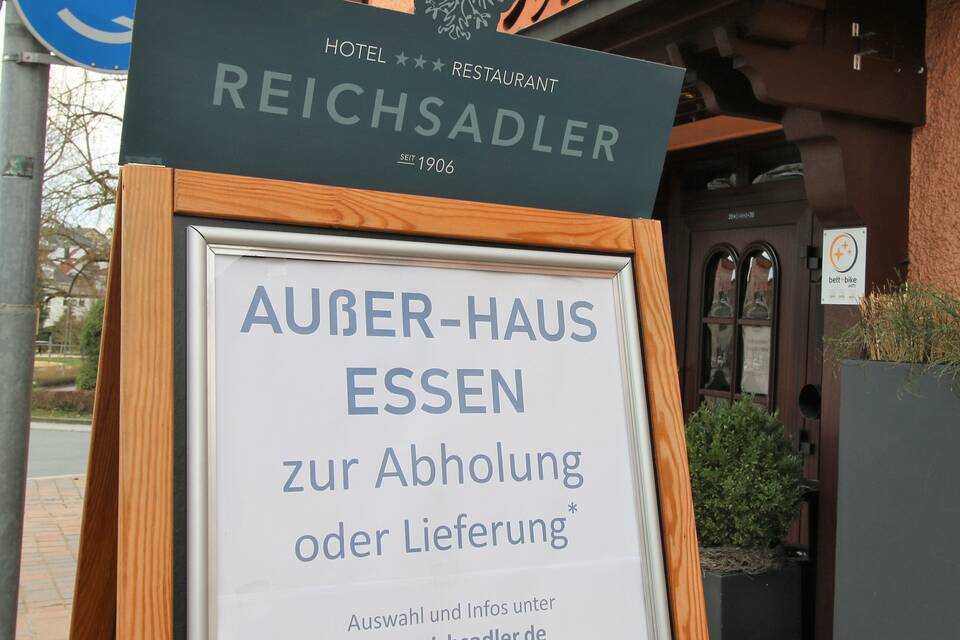 HOTEL *** RESTAURANT
REICHSADLER
SEIT 1906
AUßER-HAUS
ESSEN
zur Abholung
oder Lieferung*
Auswahl und Infos unter
bett+bike